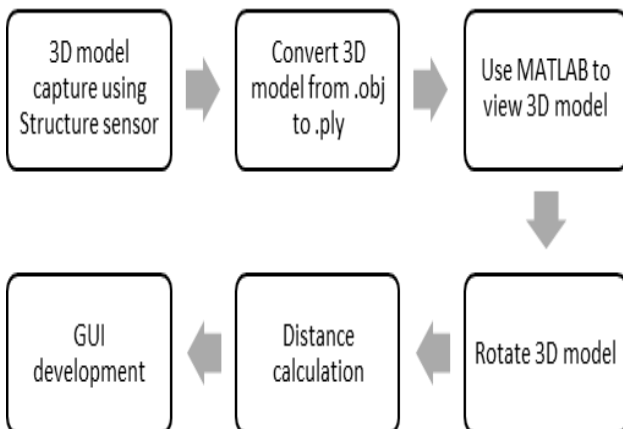 3D model
capture using
Structure sensor
Convert 3D
model from .obj
to .ply
Use MATLAB to
view 3D model
Rotate 3D model
Distance
calculation
GUI
development